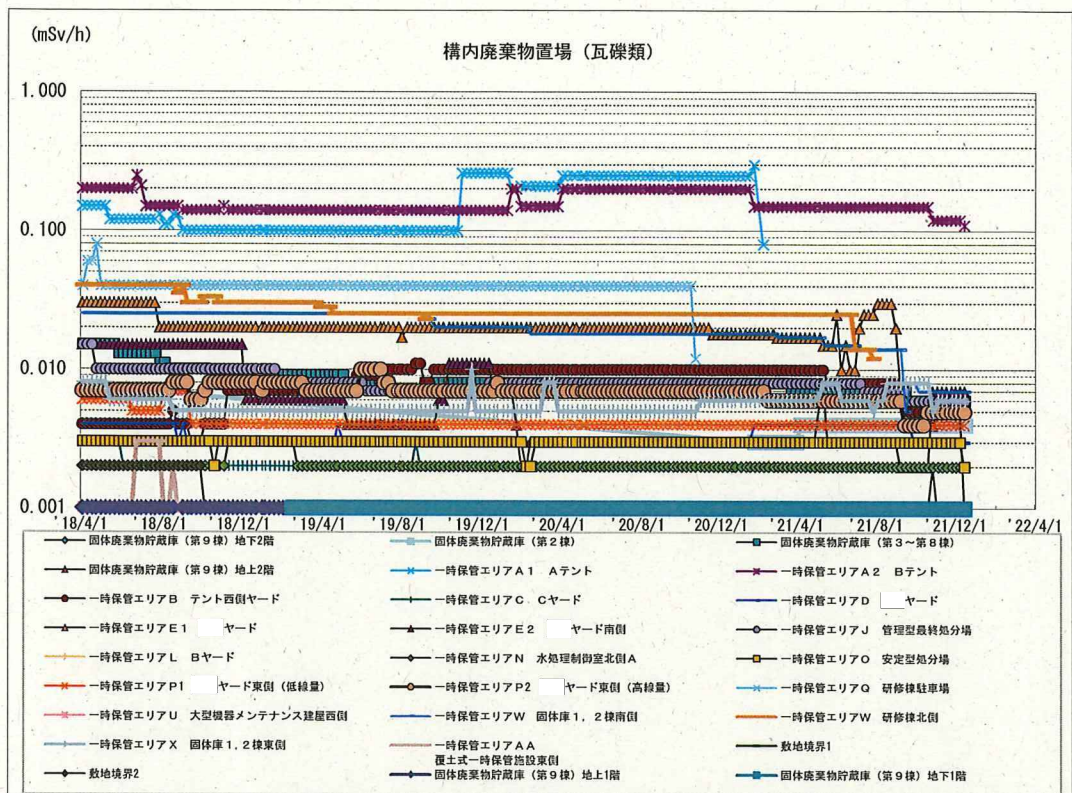 (mSv/h)
構内廃棄物置場（瓦礫類）
1.000
0.100
0.010
0.001
18/4/1 18/8/1 18/12/1 19/4/1 19/8/1 19/12/1 20/4/1 20/8/1 20/12/1 21/4/1 21/8/1 21/12/1 22/4/1
固体廃棄物貯蔵庫（第９棟）地下2階 固体廃棄物貯蔵庫（第２棟） 固体廃棄物貯蔵庫（第３～第８棟）
固体廃棄物貯蔵庫（第９棟）地上2階 一時保管エリアＡ１ Ａテント 一時保管エリアＡ２ Ｂテント
一時保管エリアＢ テント西側ヤード 一時保管エリアＣ Ｃヤード 一時保管エリアＤ ヤード
一時保管エリアＥ１ ヤード 一時保管エリアＥ２ ヤード南側 一時保管エリアＪ 管理型最終処分場
一時保管エリアＬ Ｂヤード 一時保管エリアＮ 水処理制御室北側Ａ 一時保管エリアＯ 安定型処分場
一時保管エリアＰ１ ヤード東側（低線量） 一時保管エリアＰ２ ヤード東側（高線量） 一時保管エリアＱ 研修棟駐車場
一時保管エリアＵ 大型機器メンテナンス建屋西側 一時保管エリアＷ 固体庫１,２棟南側 一時保管エリアＷ 研修棟北側
一時保管エリアＸ 固体庫１,２棟東側 一時保管エリアＡＡ 敷地境界1
覆土式一時保管施設東側
敷地境界2 固体廃棄物貯蔵庫（第９棟）地上1階 固体廃棄物貯蔵庫（第９棟）地下1階